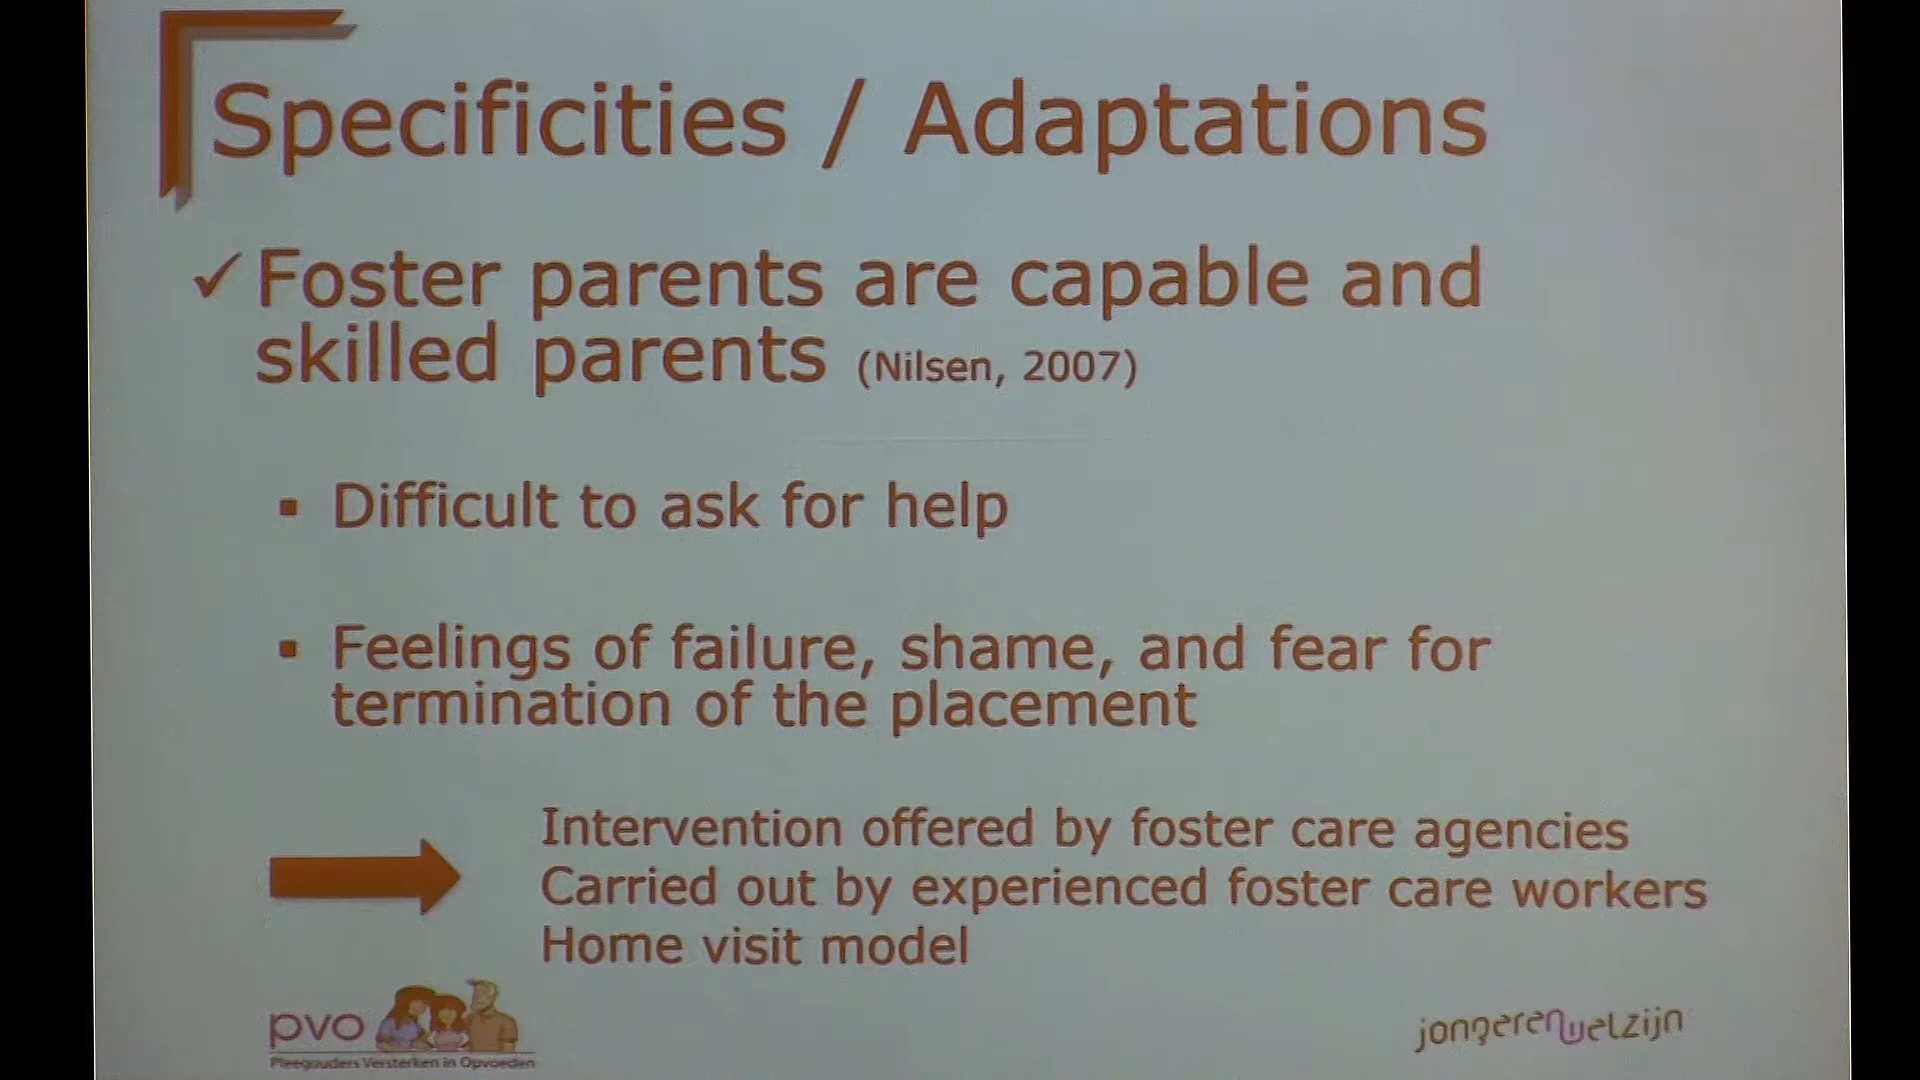 Specificities / Adaptations
✓ Foster parents are capable and
skilled parents (Nilsen, 2007)
▪ Difficult to ask for help
▪ Feelings of failure, shame, and fear for
termination of the placement
Intervention offered by foster care agencies
Carried out by experienced foster care workers
Home visit model
pvo
Pleegouders Versterken in Opvoeden
jongerenwelzijn